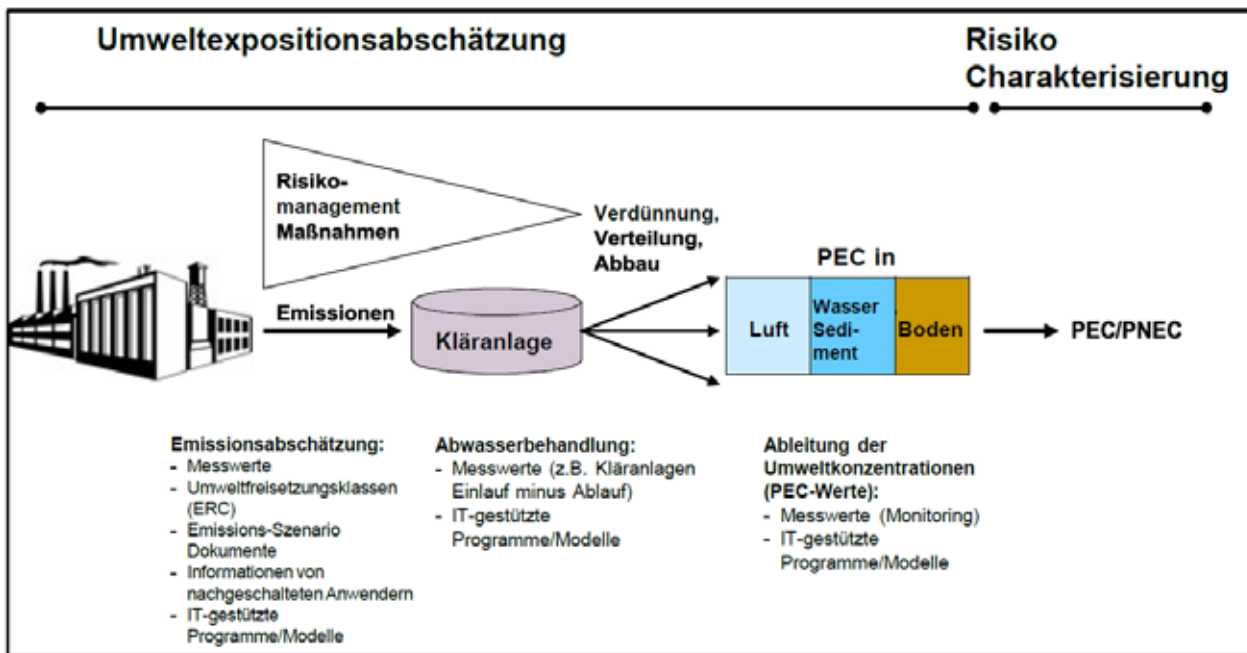 Umweltexpositionsabschätzung
Risiko
Charakterisierung
Risiko-
management
Maßnahmen
Verdünnung,
Verteilung,
Abbau
PEC in
Emissionen
Kläranlage
Luft
Wasser
Sedi-
ment
Boden
PEC/PNEC
Emissionsabschätzung:
- Messwerte
- Umweltfreisetzungsklassen
(ERC)
- Emissions-Szenario
Dokumente
- Informationen von
nachgeschalteten Anwendern
- IT-gestützte
Programme/Modelle
Abwasserbehandlung:
- Messwerte (z.B. Kläranlagen
Einlauf minus Ablauf)
- IT-gestützte
Programme/Modelle
Ableitung der
Umweltkonzentrationen
(PEC-Werte):
- Messwerte (Monitoring)
- IT-gestützte
Programme/Modelle